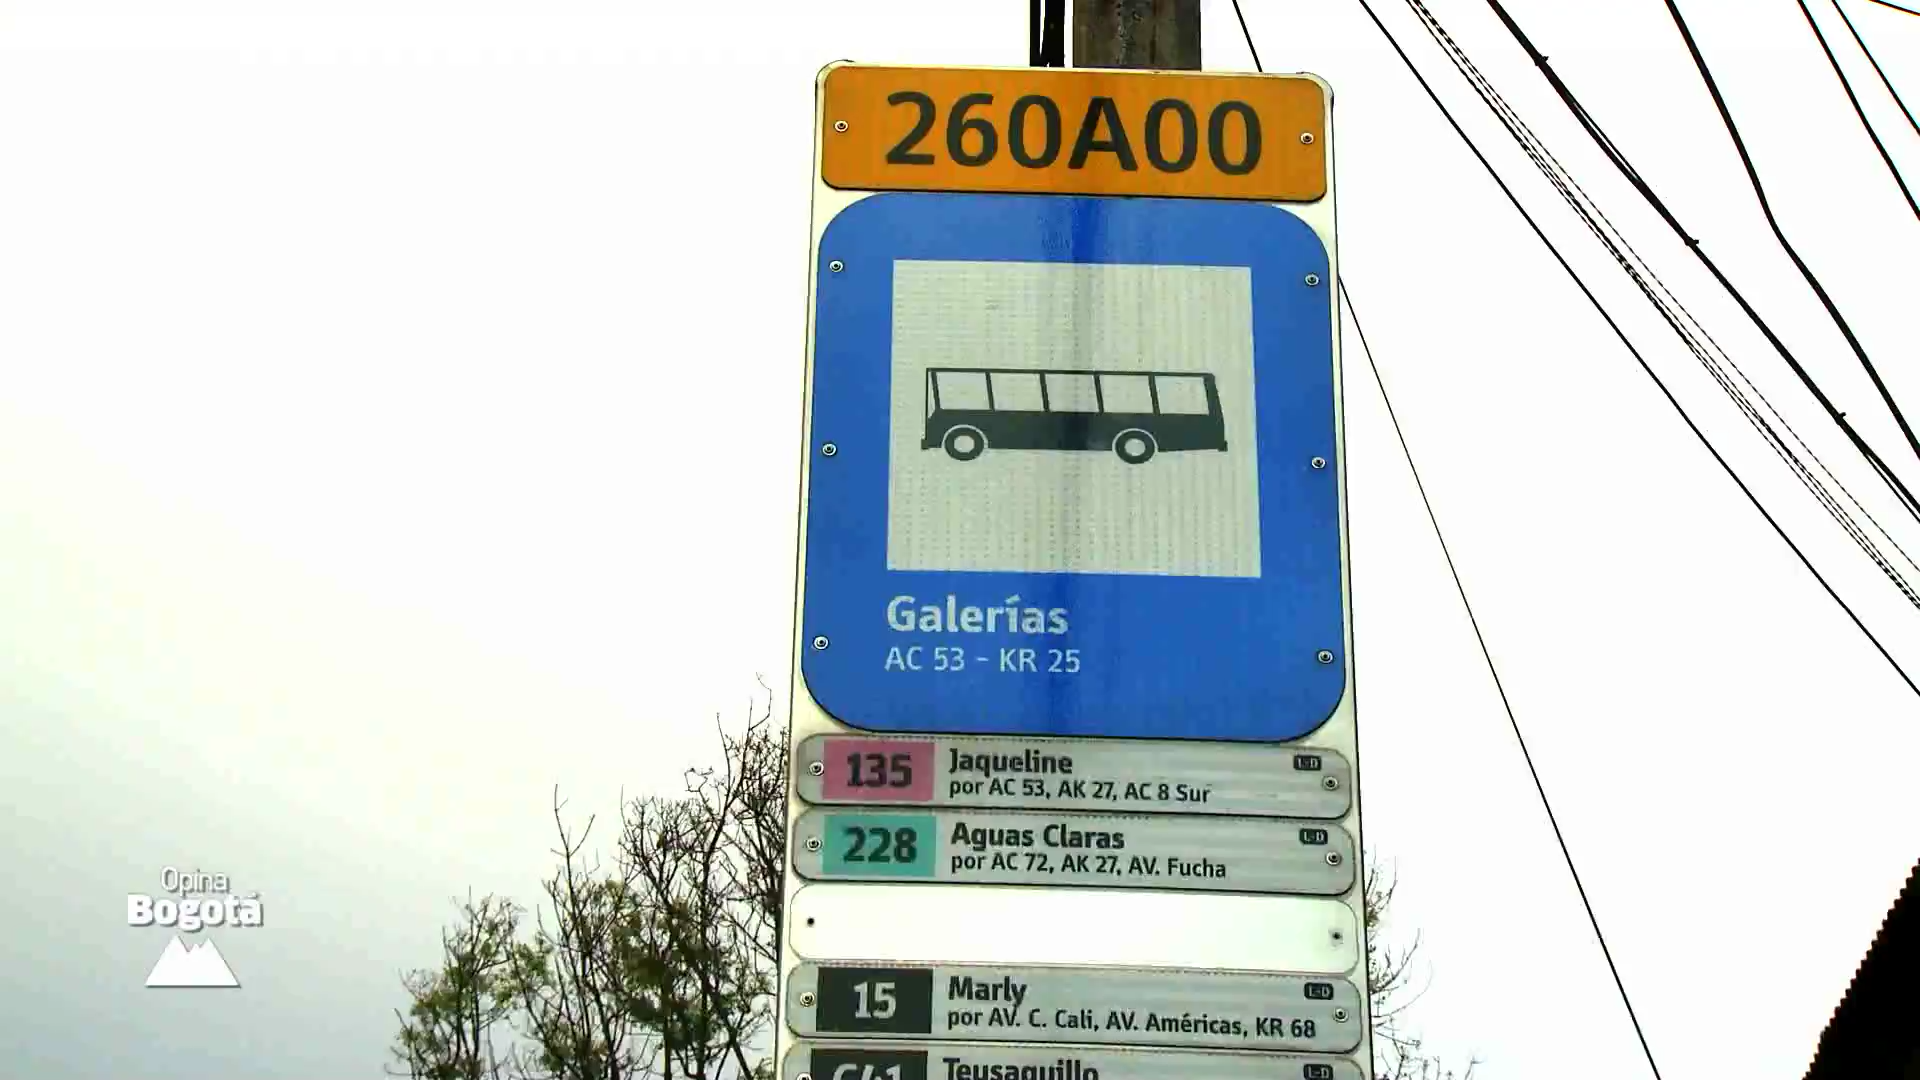 260A00
Galerías
AC 53 - KR 25
135
Jaqueline
L-D
por AC 53, AK 27, AC 8 Sur
228
Aguas Claras
L-D
por AC 72, AK 27, AV. Fucha
15
Marly
L-D
por AV. C. Cali, AV. Américas, KR 68
Teusaquillo
L-D
Opina
Bogotá